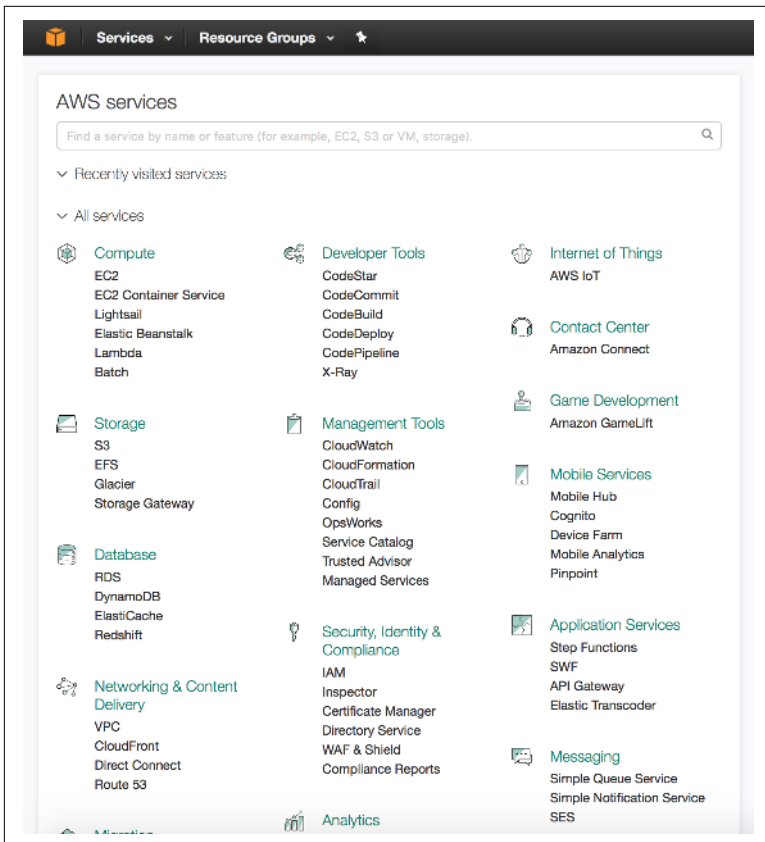 Services
Resource Groups
AWS services
Find a service by name or feature (for example, EC2, S3 or VM, storage).
Recently visited services
All services
Compute
EC2
EC2 Container Service
Lightsail
Elastic Beanstalk
Lambda
Batch
Storage
S3
EFS
Glacier
Storage Gateway
Database
RDS
DynamoDB
ElastiCache
Redshift
Networking & Content
Delivery
VPC
CloudFront
Direct Connect
Route 53
Migration
Developer Tools
CodeStar
CodeCommit
CodeBuild
CodeDeploy
CodePipeline
X-Ray
Management Tools
CloudWatch
CloudFormation
CloudTrail
Config
OpsWorks
Service Catalog
Trusted Advisor
Managed Services
Security, Identity &
Compliance
IAM
Inspector
Certificate Manager
Directory Service
WAF & Shield
Compliance Reports
Analytics
Internet of Things
AWS IoT
Contact Center
Amazon Connect
Game Development
Amazon GameLift
Mobile Services
Mobile Hub
Cognito
Device Farm
Mobile Analytics
Pinpoint
Application Services
Step Functions
SWF
API Gateway
Elastic Transcoder
Messaging
Simple Queue Service
Simple Notification Service
SES